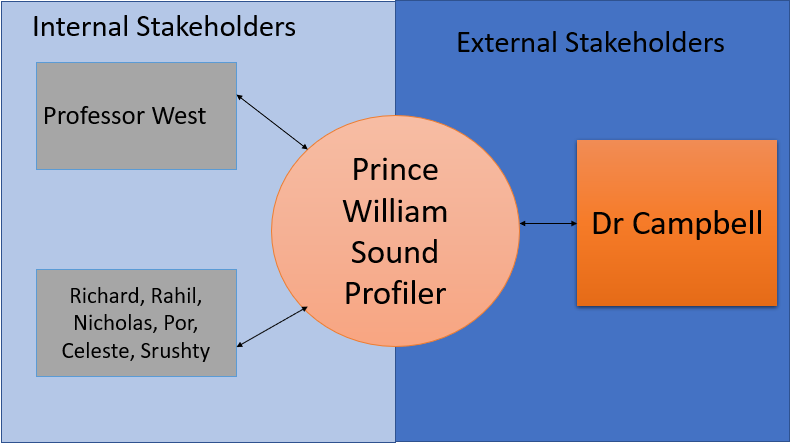 Internal Stakeholders
External Stakeholders
Professor West
Prince
William
Sound
Profiler
Dr Campbell
Richard, Rahil,
Nicholas, Por,
Celeste, Srushty